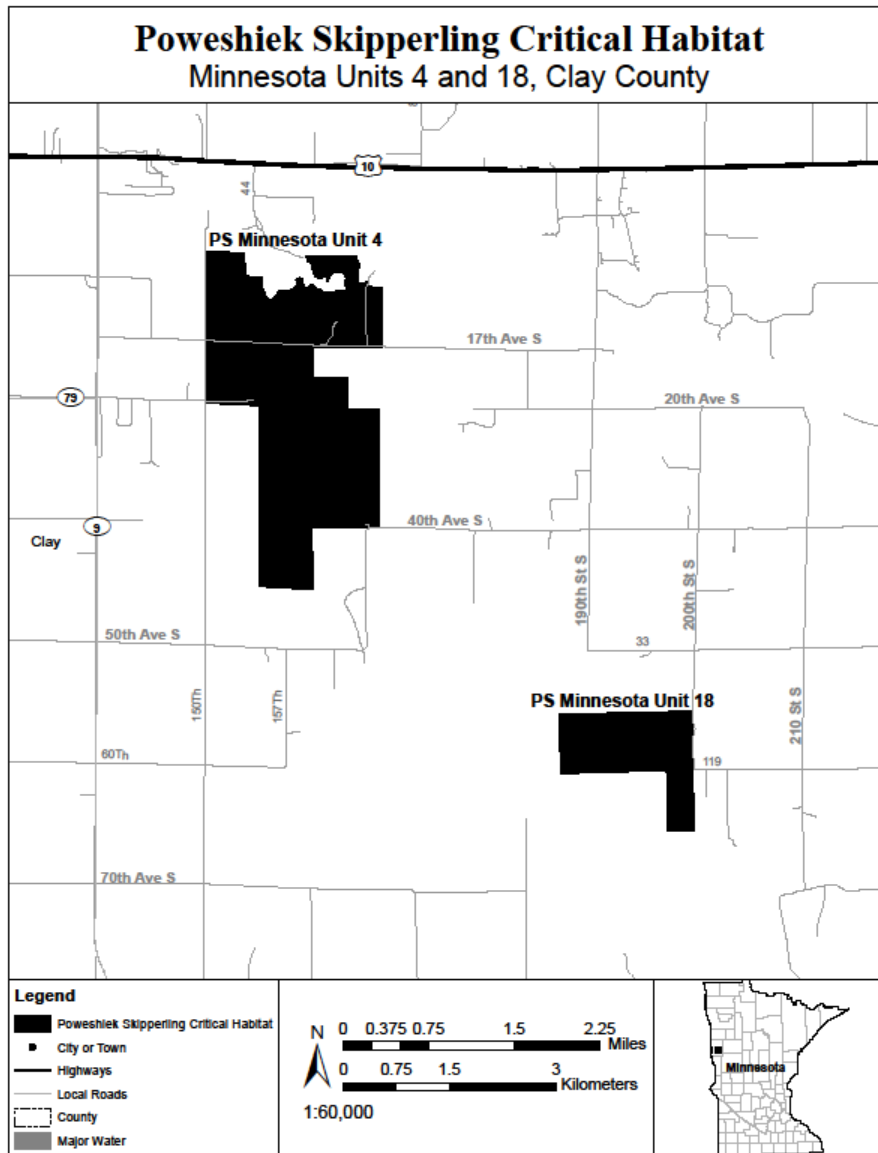 Poweshiek Skipperling Critical Habitat
Minnesota Units 4 and 18, Clay County
10
44
PS Minnesota Unit 4
17th Ave S
79
20th Ave S
9
40th Ave S
Clay
190th St S
200th St S
50th Ave S
33
150Th
157Th
PS Minnesota Unit 18
210 St S
60Th
119
70th Ave S
Legend
Poweshiek Skipperling Critical Habitat
City or Town
Highways
Local Roads
County
Major Water
N
0 0.375 0.75 1.5 2.25
Miles
0 0.75 1.5 3
Kilometers
1:60,000
Minnesota